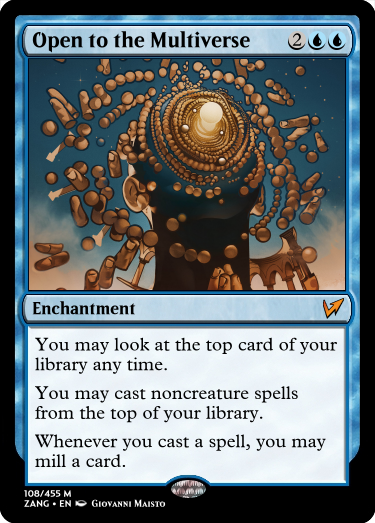 Open to the Multiverse 2
Enchantment
You may look at the top card of your
library any time.
You may cast noncreature spells
from the top of your library.
Whenever you cast a spell, you may
mill a card.
108/455 M
ZANG • EN Giovanni Maisto